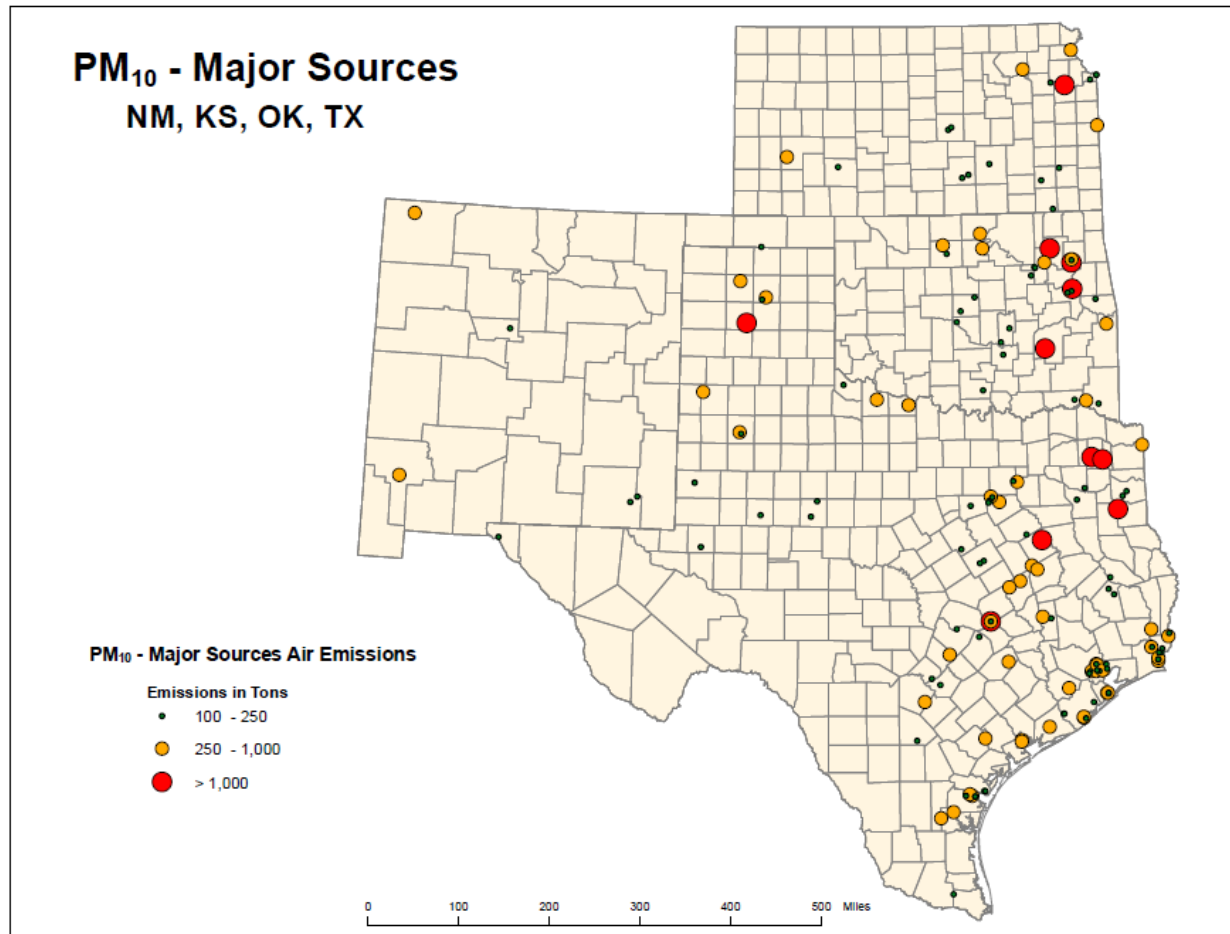 PM₁₀ - Major Sources
NM, KS, OK, TX
PM₁₀ - Major Sources Air Emissions
Emissions in Tons
100 - 250
250 - 1,000
> 1,000
0 100 200 300 400 500 Miles